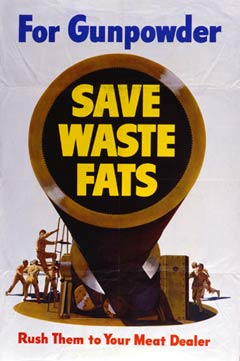 For Gunpowder
SAVE
WASTE
FATS
Rush Them to Your Meat Dealer